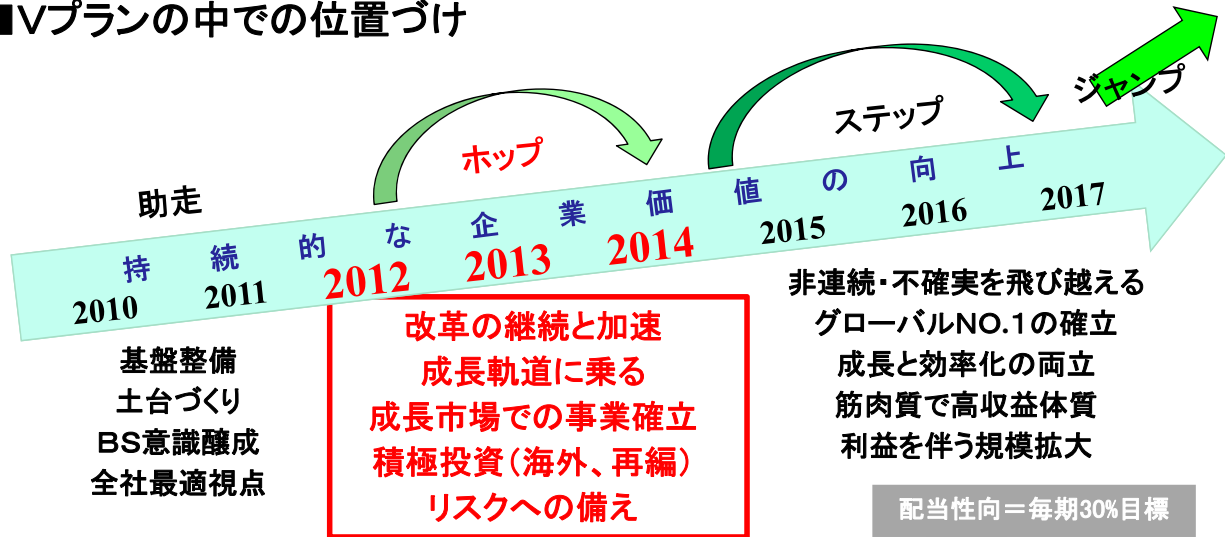 ■Vプランの中での位置づけ
ジャンプ
ステップ
ホップ
助走
持続的な企業価値の向上
2010 2011 2012 2013 2014 2015 2016 2017
基盤整備
土台づくり
BS意識醸成
全社最適視点
改革の継続と加速
成長軌道に乗る
成長市場での事業確立
積極投資(海外、再編)
リスクへの備え
非連続・不確実を飛び越える
グローバルNO.1の確立
成長と効率化の両立
筋肉質で高収益体質
利益を伴う規模拡大
配当性向=毎期30%目標